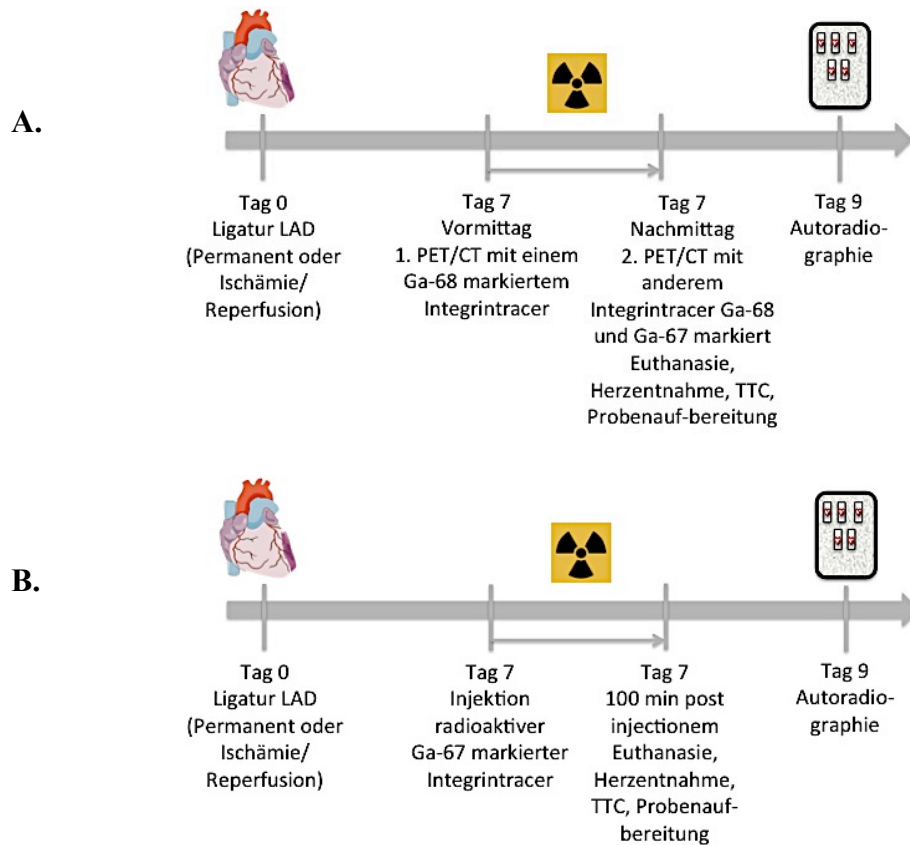 A.
Tag 0
Ligatur LAD
(Permanent oder
Ischämie/
Reperfusion)
Tag 7
Vormittag
1. PET/CT mit einem
Ga-68 markiertem
Integrintracer
Tag 7
Nachmittag
2. PET/CT mit
anderem
Integrintracer Ga-68
und Ga-67 markiert
Euthanasie,
Herzentnahme, TTC,
Probenauf-bereitung
Tag 9
Autoradio-
graphie
B.
Tag 0
Ligatur LAD
(Permanent oder
Ischämie/
Reperfusion)
Tag 7
Injektion
radioaktiver
Ga-67 markierter
Integrintracer
Tag 7
100 min post
injectionem
Euthanasie,
Herzentnahme,
TTC, Probenauf-
bereitung
Tag 9
Autoradio-
graphie